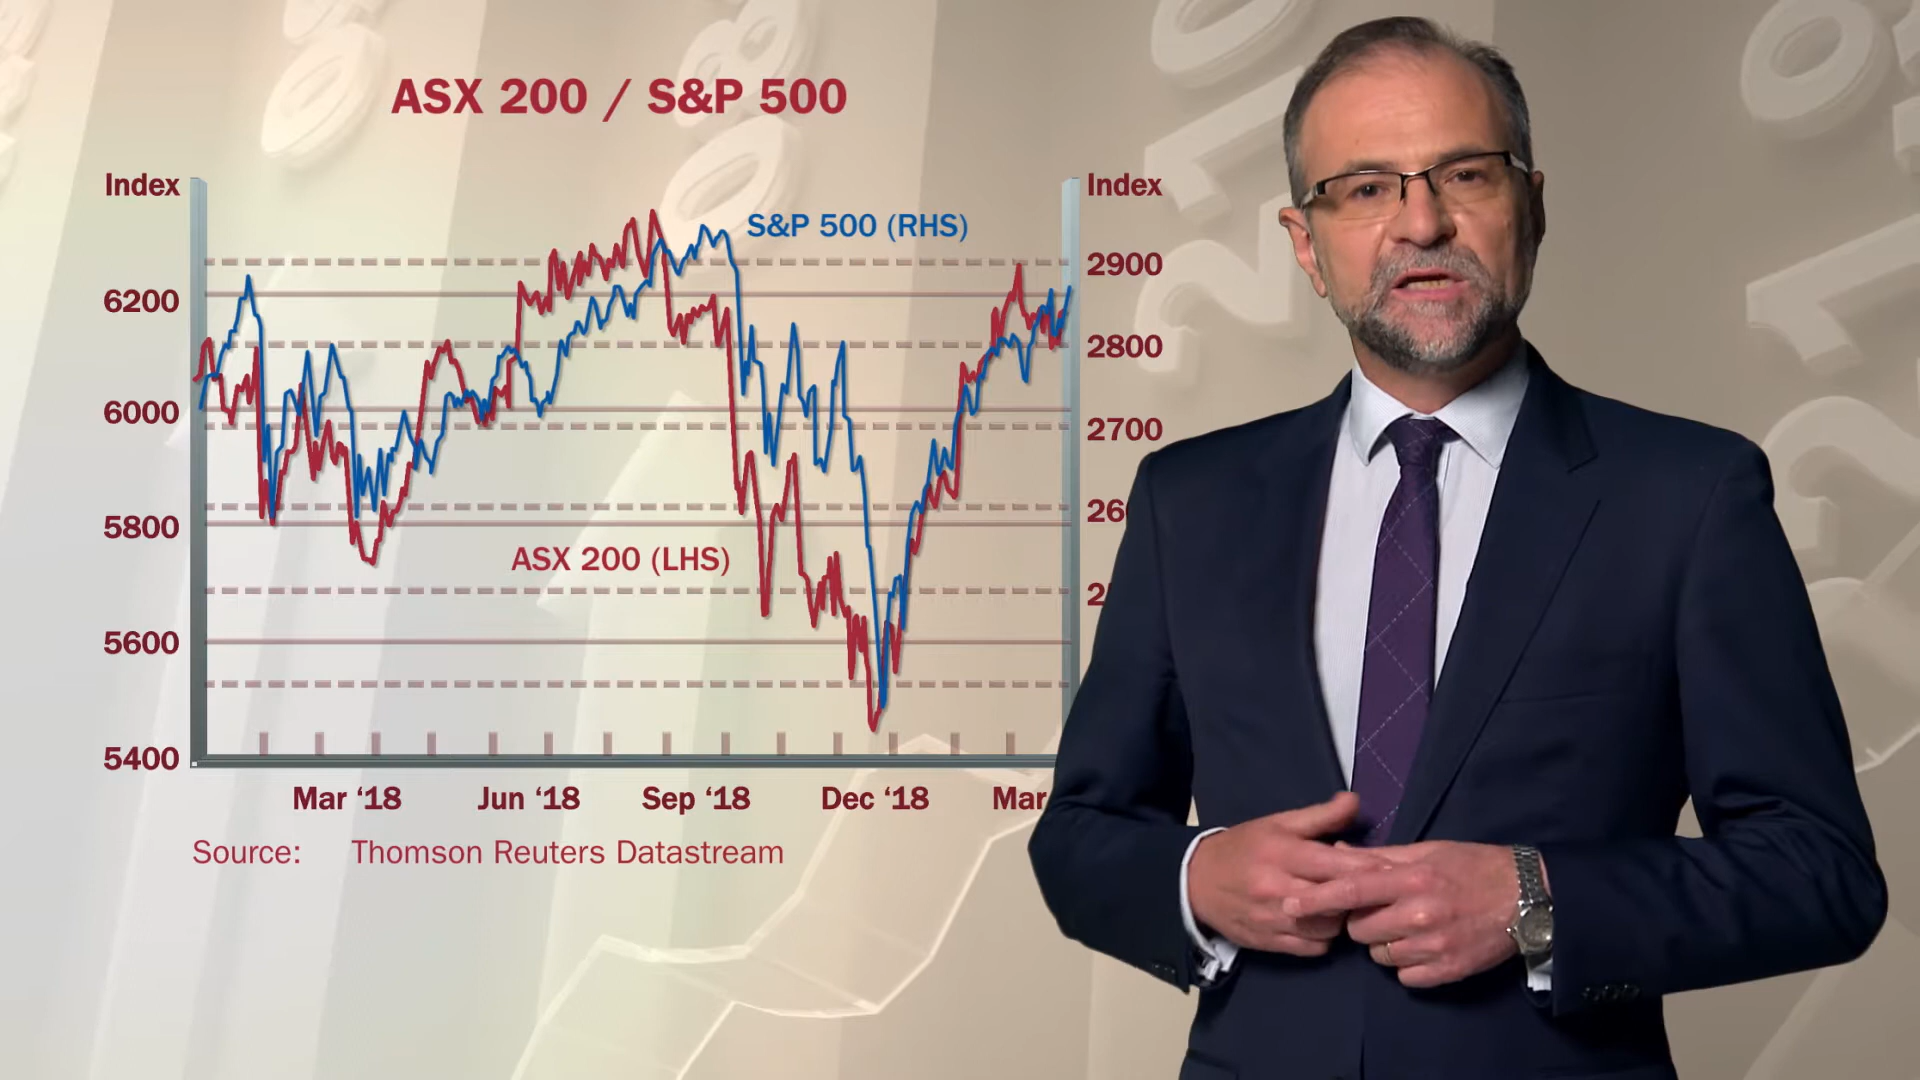 ASX 200 / S&P 500
Index
Index
S&P 500 (RHS)
2900
6200
2800
6000
2700
5800
ASX 200 (LHS)
5600
5400
Mar ‘18
Jun ‘18
Sep ‘18
Dec ‘18
Mar
Source: Thomson Reuters Datastream